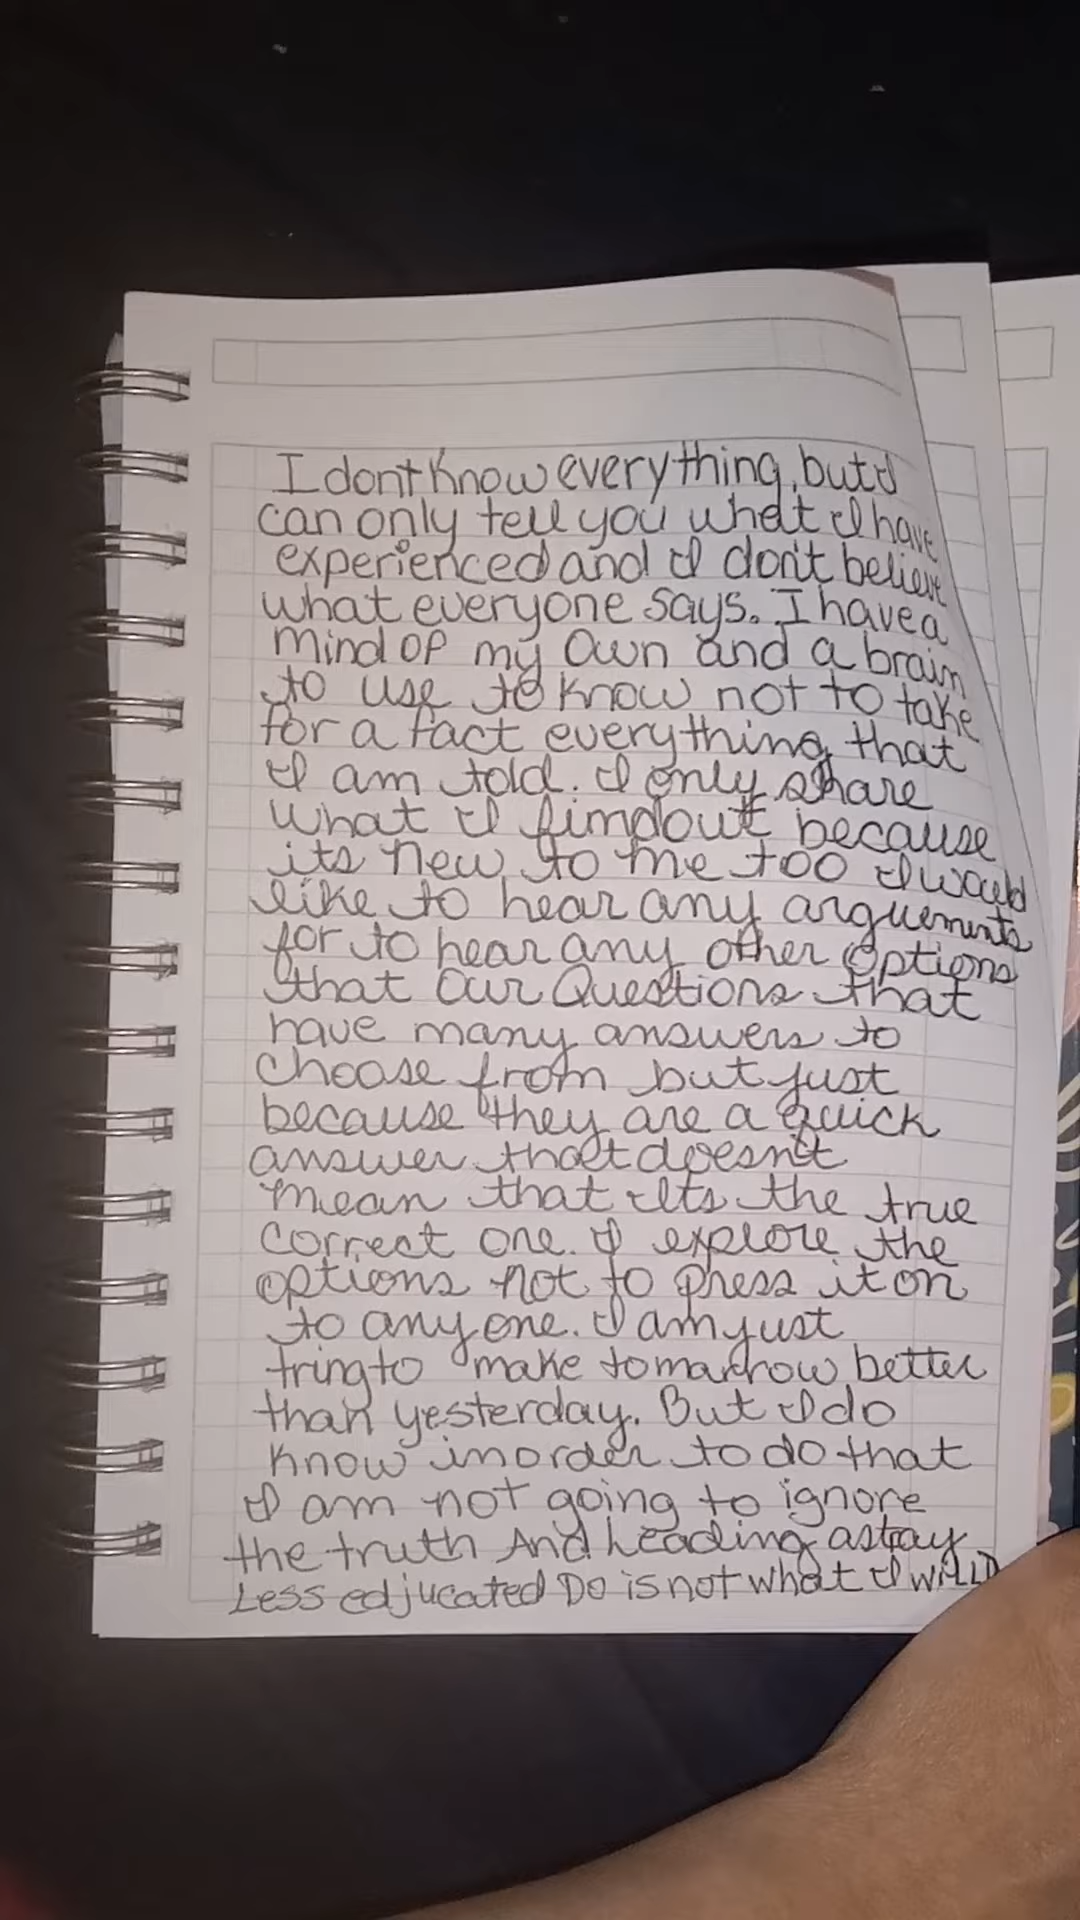 I dont Know everything, but I
can only tell you what I have
experienced and I don't believe
what everyone says. I have a
mind of my own and a brain
to use to know not to take
for a fact everything that
I am told. I only share
what I findout because
its new to me too I would
like to hear any arguements
for to hear any other options
that our Questions that
have many answers to
choose from but just
because they are a quick
answer that doesn't
mean that Its the true
correct one. I explore the
options not to press it on
to anyone. I am just
tring to make tomarrow better
than yesterday. But I do
know inorder to do that
I am not going to ignore
the truth And Leading astray
Less edjucated Do is not what I WILL